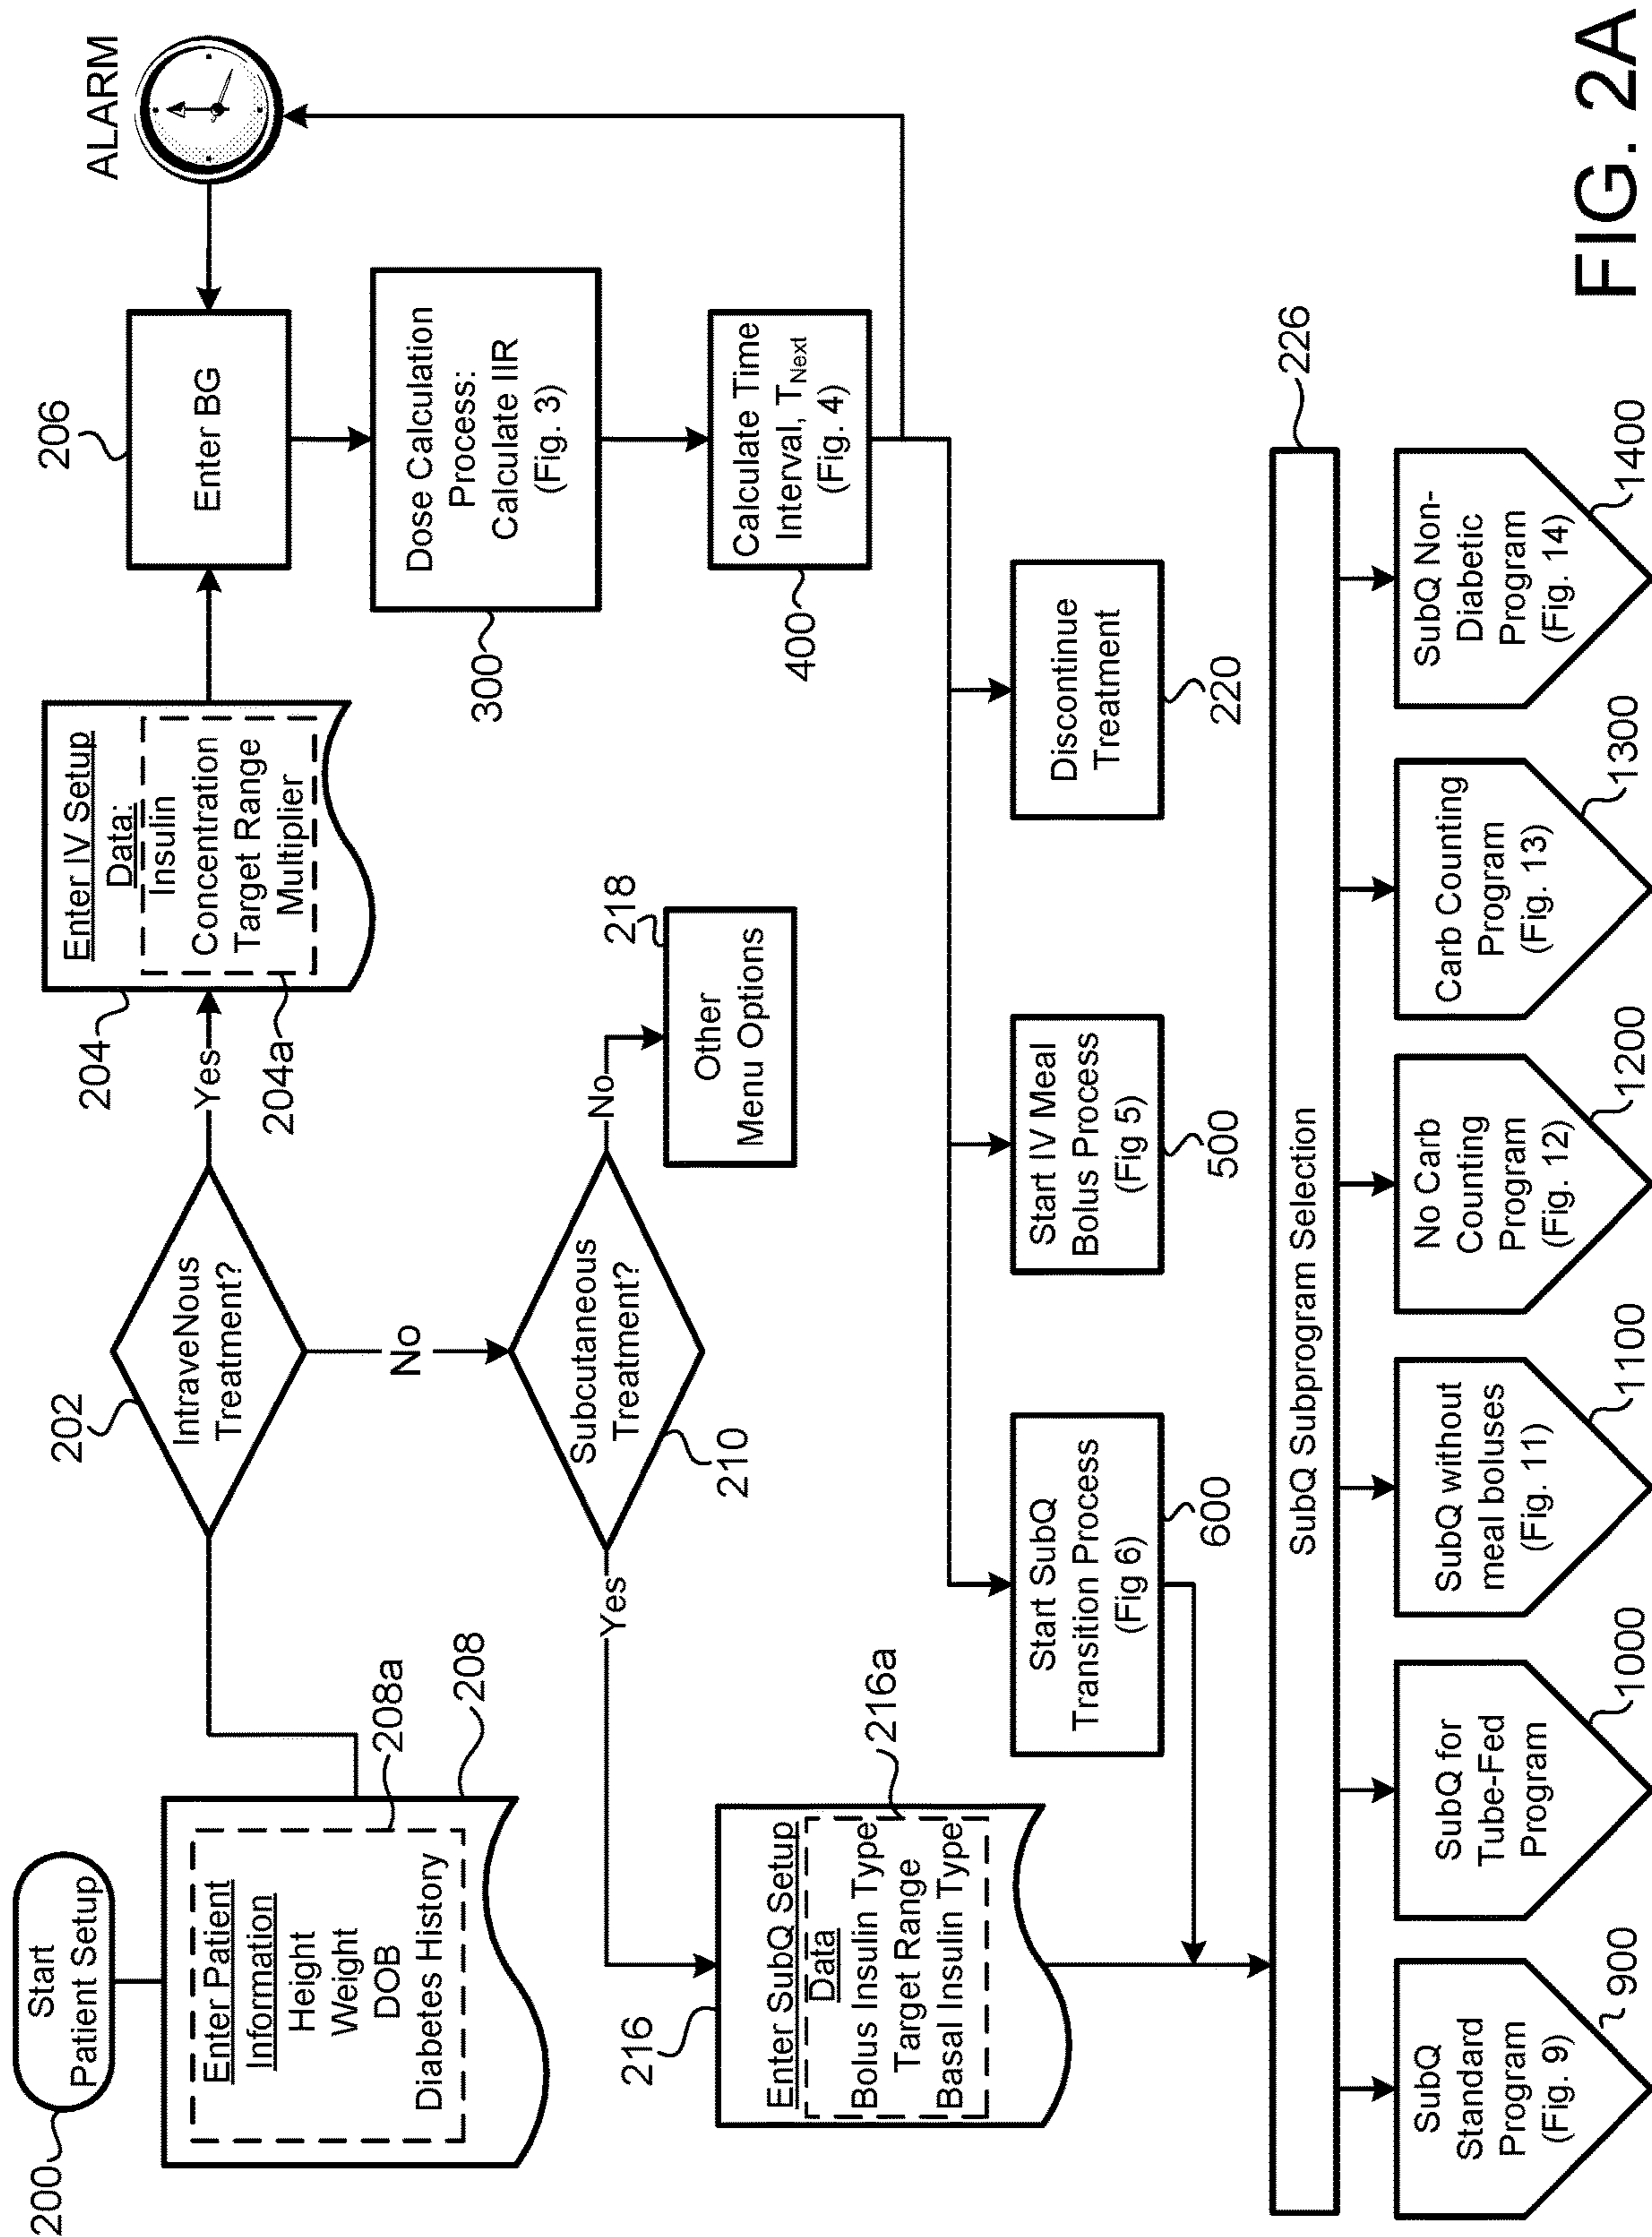 200
Start
Patient Setup
Enter Patient
Information
Height
Weight
DOB
Diabetes History
208a
208
202
IntraveNous
Treatment?
Yes
No
204
Enter IV Setup
Data:
Insulin
Concentration
Target Range
Multiplier
204a
206
Enter BG
ALARM
300
Dose Calculation
Process:
Calculate IIR
(Fig. 3)
400
Calculate Time
Interval, TNext
(Fig. 4)
Subcutaneous
Treatment?
210
Yes
No
218
Other
Menu Options
216
Enter SubQ Setup
Data
Bolus Insulin Type
Target Range
Basal Insulin Type
216a
Start SubQ
Transition Process
(Fig 6)
600
Start IV Meal
Bolus Process
(Fig 5)
500
Discontinue
Treatment
220
226
SubQ Subprogram Selection
SubQ
Standard
Program
(Fig. 9)
900
SubQ for
Tube-Fed
Program
1000
SubQ without
meal boluses
(Fig. 11)
1100
No Carb
Counting
Program
(Fig. 12)
1200
Carb Counting
Program
(Fig. 13)
1300
SubQ Non-
Diabetic
Program
(Fig. 14)
1400
FIG. 2A